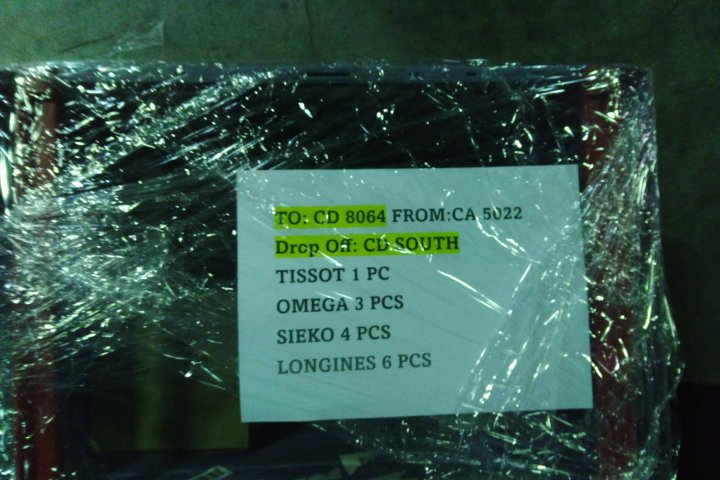 TO: CD 8064 FROM:CA 5022
Drop Off: CD SOUTH
TISSOT 1 PC
OMEGA 3 PCS
SIEKO 4 PCS
LONGINES 6 PCS